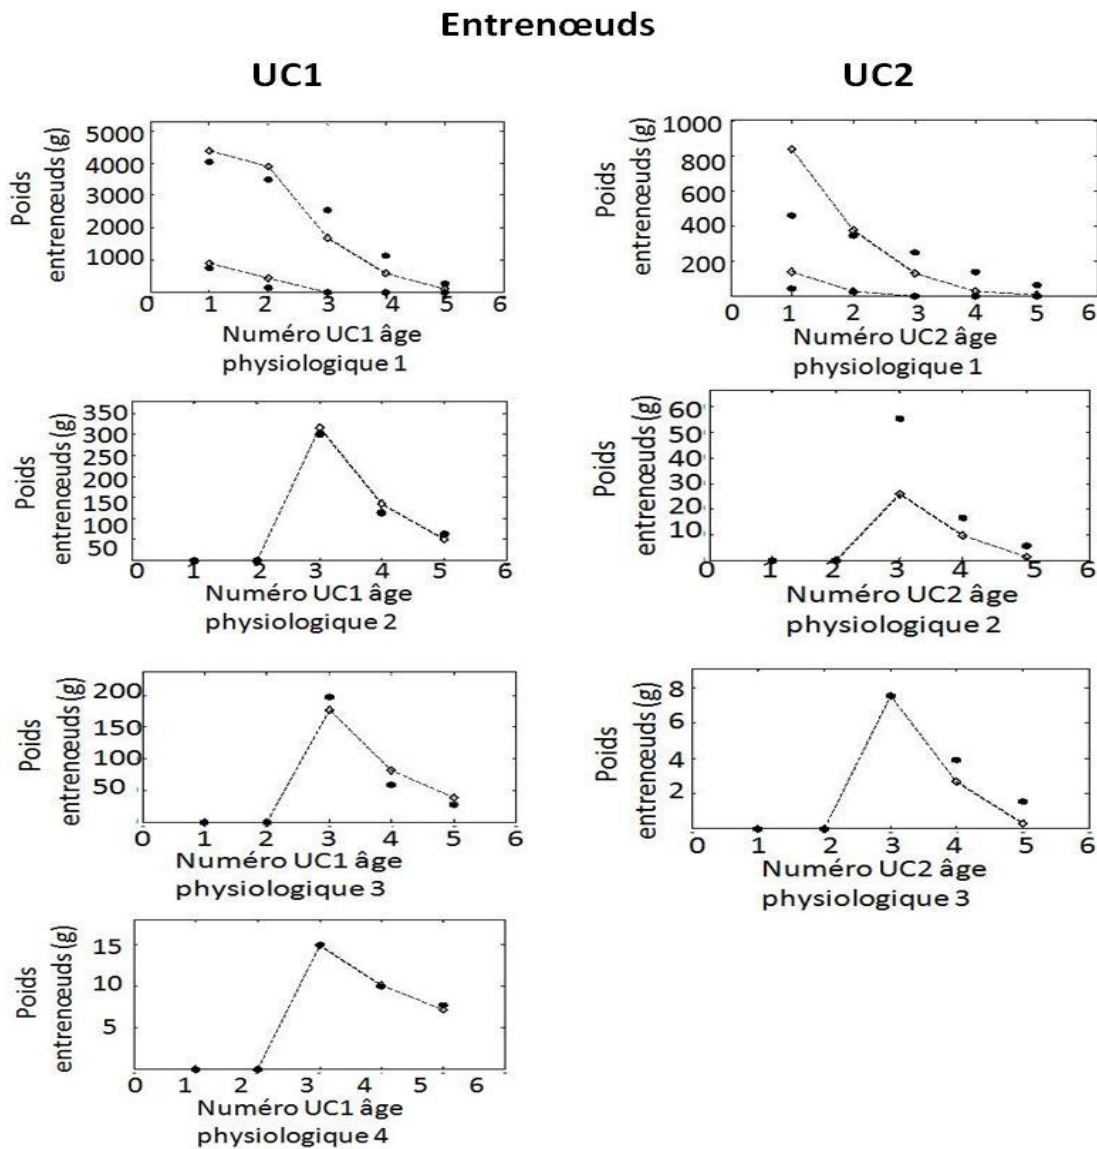 Entrenœuds
UC1
UC2
Poids
entrenœuds (g)
5000
4000
3000
2000
1000
0 1 2 3 4 5 6
Numéro UC1 âge
physiologique 1
Poids
entrenœuds (g)
1000
800
600
400
200
0 1 2 3 4 5 6
Numéro UC2 âge
physiologique 1
Poids
entrenœuds (g)
350
300
250
200
150
100
50
0 1 2 3 4 5 6
Numéro UC1 âge
physiologique 2
Poids
entrenœuds (g)
60
50
40
30
20
10
0 1 2 3 4 5 6
Numéro UC2 âge
physiologique 2
Poids
entrenœuds (g)
200
150
100
50
0 1 2 3 4 5 6
Numéro UC1 âge
physiologique 3
Poids
entrenœuds (g)
8
6
4
2
0 1 2 3 4 5 6
Numéro UC2 âge
physiologique 3
Poids
entrenœuds (g)
15
10
5
0 1 2 3 4 5 6
Numéro UC1 âge
physiologique 4